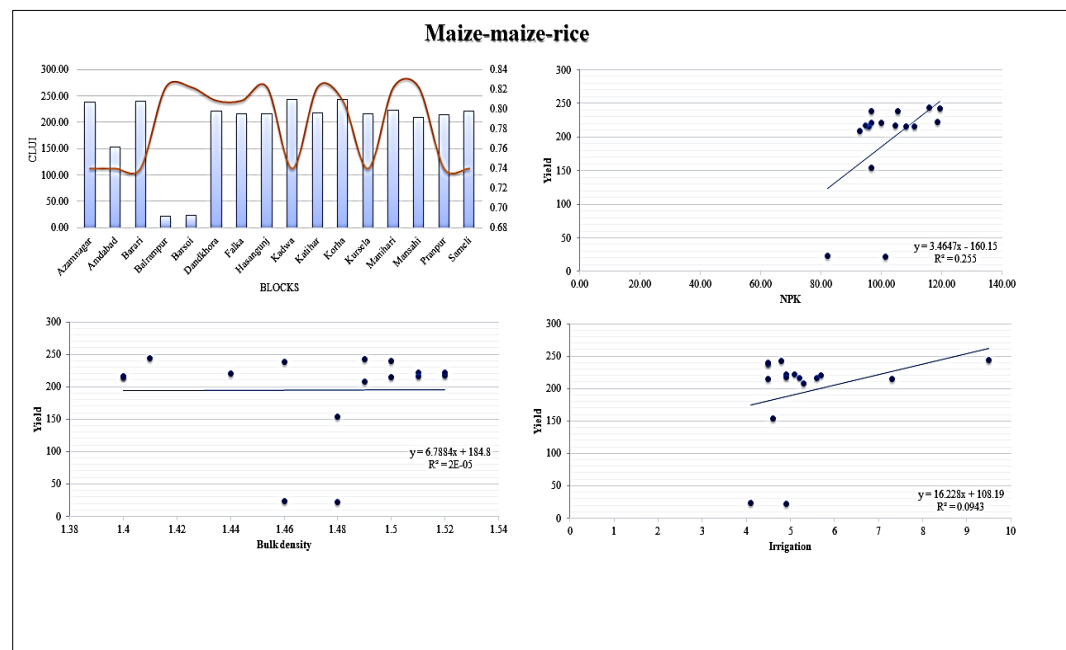 Maize-maize-rice
300.00
250.00
200.00
150.00
100.00
50.00
0.00
CLUI
0.84
0.82
0.80
0.78
0.76
0.74
0.72
0.70
0.68
Azamnagar
Amdabad
Barari
Balrampur
Barsoi
Dandkhora
Falka
Hasangunj
Kadwa
Katihar
Korha
Kursela
Manihari
Mansahi
Pranpur
Sameli
BLOCKS
300
250
200
150
100
50
0
Yield
y = 3.4647x - 160.15
R² = 0.255
0.00 20.00 40.00 60.00 80.00 100.00 120.00 140.00
NPK
300
250
200
150
100
50
0
Yield
y = 6.7884x + 184.8
R² = 2E-05
1.38 1.4 1.42 1.44 1.46 1.48 1.5 1.52 1.54
Bulk density
300
250
200
150
100
50
0
Yield
y = 16.228x + 108.19
R² = 0.0943
0 1 2 3 4 5 6 7 8 9 10
Irrigation